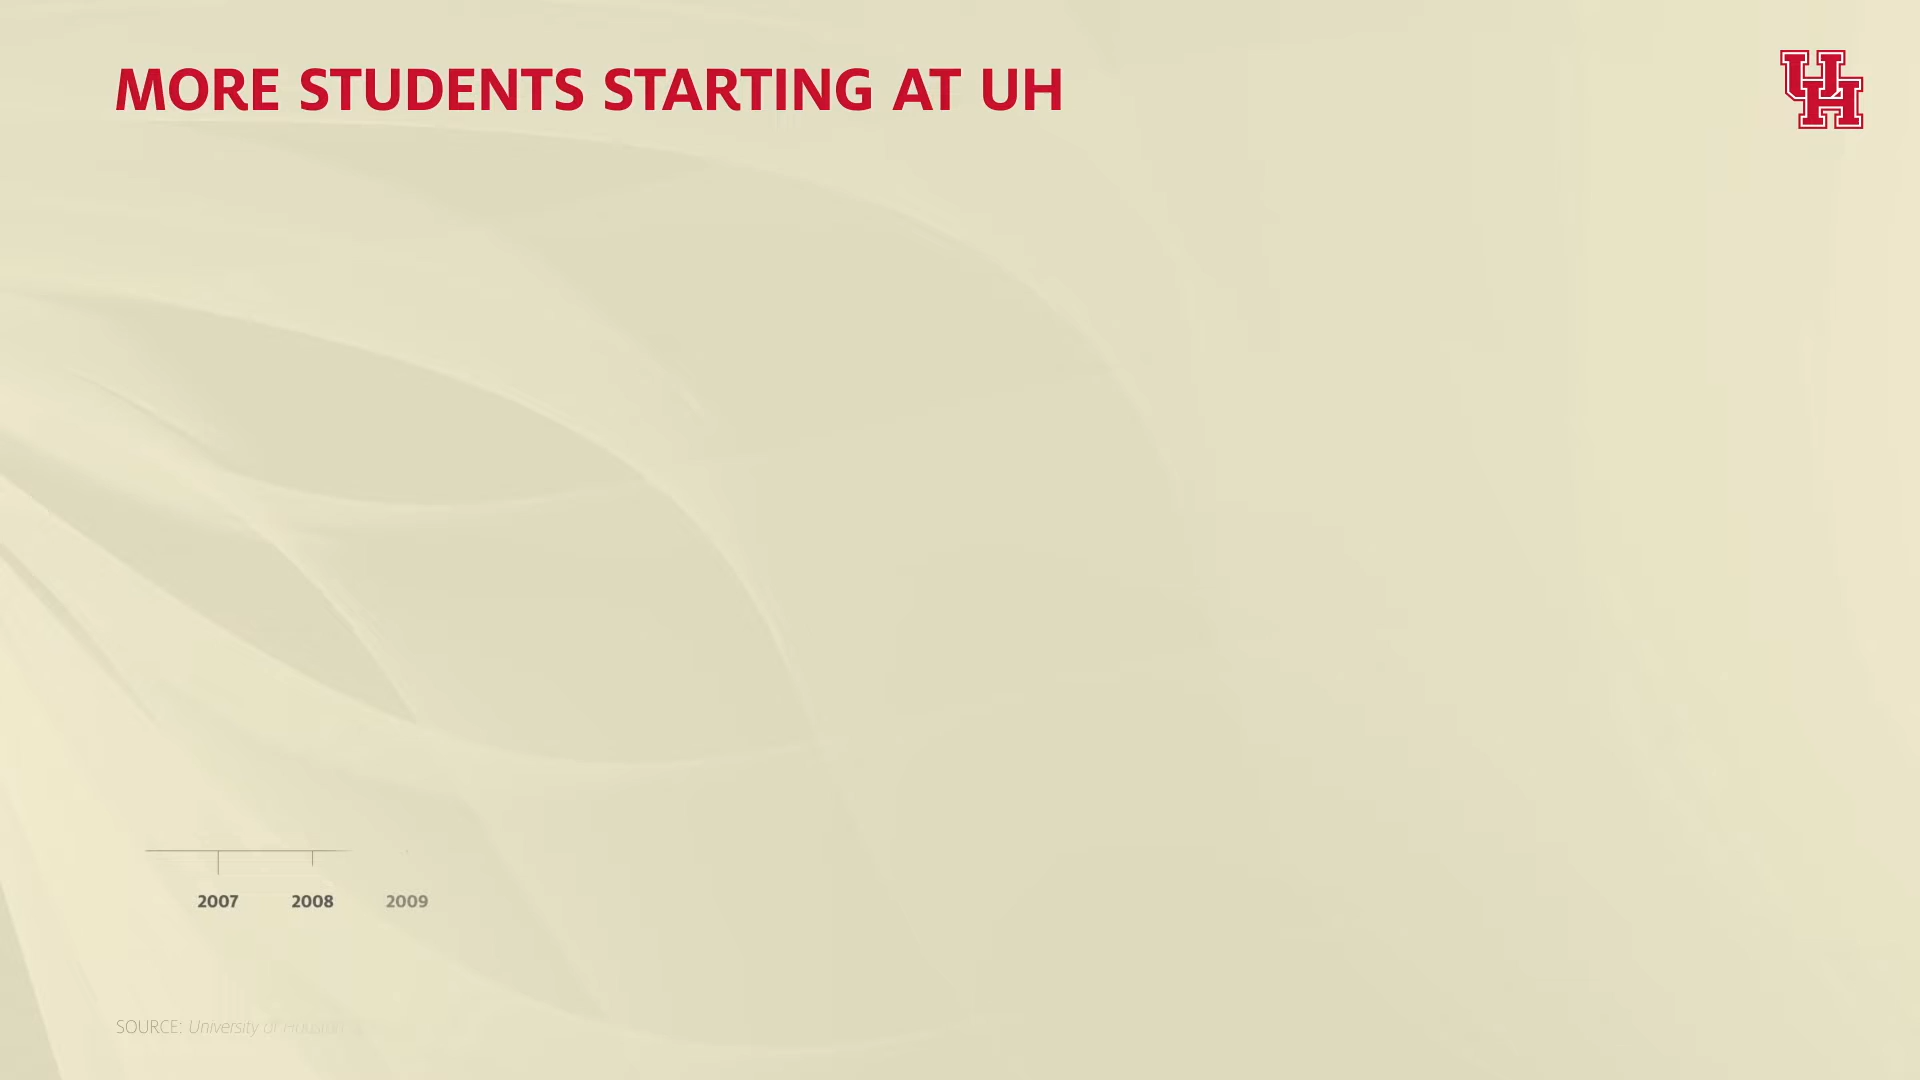 MORE STUDENTS STARTING AT UH
UH
2007 2008 2009
SOURCE: University of Houston